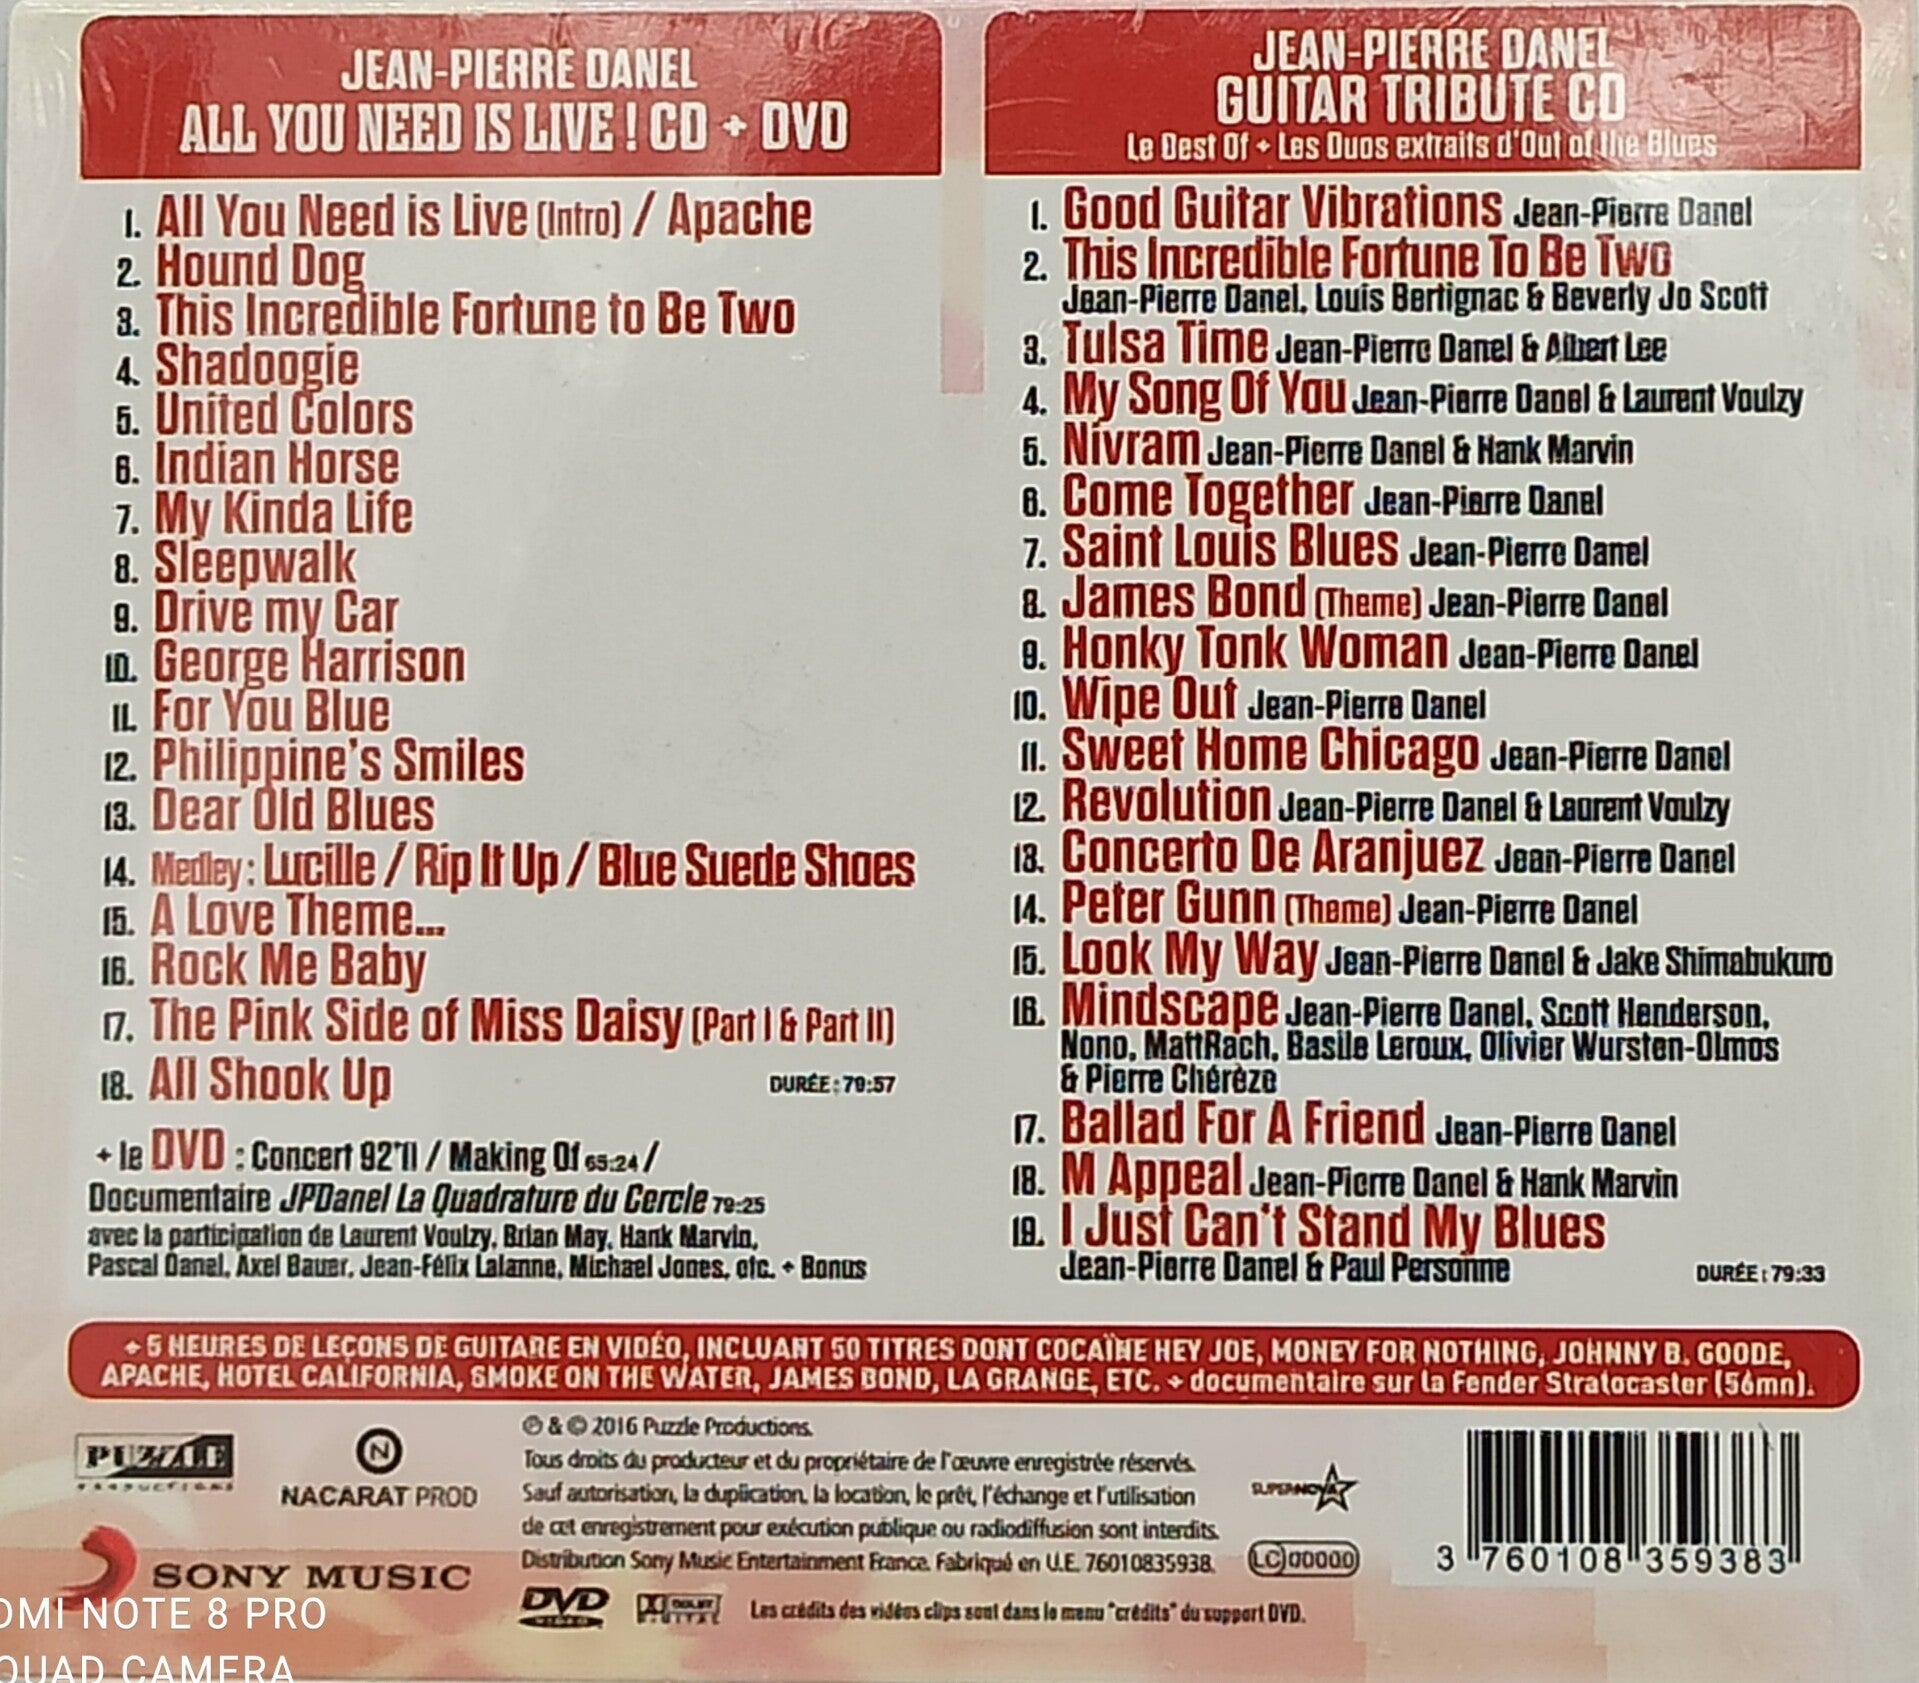 JEAN-PIERRE DANEL
ALL YOU NEED IS LIVE ! CD + DVD
1. All You Need is Live (Intro) / Apache
2. Hound Dog
3. This Incredible Fortune to Be Two
4. Shadoogie
5. United Colors
6. Indian Horse
7. My Kinda Life
8. Sleepwalk
9. Drive my Car
10. George Harrison
11. For You Blue
12. Philippine's Smiles
13. Dear Old Blues
14. Medley : Lucille / Rip It Up / Blue Suede Shoes
15. A Love Theme...
16. Rock Me Baby
17. The Pink Side of Miss Daisy (Part I & Part II)
18. All Shook Up
DURÉE : 79:57
+ le DVD : Concert 92'11 / Making Of 65:24 /
Documentaire JPDanel La Quadrature du Cercle 79:25
avec la participation de Laurent Voulzy, Brian May, Hank Marvin,
Pascal Danel, Axel Bauer, Jean-Félix Lalanne, Michael Jones, etc. + Bonus
JEAN-PIERRE DANEL
GUITAR TRIBUTE CD
Le Best Of + Les Duos extraits d'Out of the Blues
1. Good Guitar Vibrations Jean-Pierre Danel
2. This Incredible Fortune To Be Two
Jean-Pierre Danel, Louis Bertignac & Beverly Jo Scott
3. Tulsa Time Jean-Pierre Danel & Albert Lee
4. My Song Of You Jean-Pierre Danel & Laurent Voulzy
5. Nivram Jean-Pierre Danel & Hank Marvin
6. Come Together Jean-Pierre Danel
7. Saint Louis Blues Jean-Pierre Danel
8. James Bond (Theme) Jean-Pierre Danel
9. Honky Tonk Woman Jean-Pierre Danel
10. Wipe Out Jean-Pierre Danel
11. Sweet Home Chicago Jean-Pierre Danel
12. Revolution Jean-Pierre Danel & Laurent Voulzy
13. Concerto De Aranjuez Jean-Pierre Danel
14. Peter Gunn (Theme) Jean-Pierre Danel
15. Look My Way Jean-Pierre Danel & Jake Shimabukuro
16. Mindscape Jean-Pierre Danel, Scott Henderson,
Nono, MattRach, Basile Leroux, Olivier Wursten-Olmos
& Pierre Chérèze
17. Ballad For A Friend Jean-Pierre Danel
18. M Appeal Jean-Pierre Danel & Hank Marvin
19. I Just Can't Stand My Blues
Jean-Pierre Danel & Paul Personne
DURÉE : 79:33
+ 5 HEURES DE LEÇONS DE GUITARE EN VIDÉO, INCLUANT 50 TITRES DONT COCAÏNE HEY JOE, MONEY FOR NOTHING, JOHNNY B. GOODE,
APACHE, HOTEL CALIFORNIA, SMOKE ON THE WATER, JAMES BOND, LA GRANGE, ETC. + documentaire sur la Fender Stratocaster (56mn).
PUZZLE
PRODUCTIONS
N
NACARAT PROD
SONY MUSIC
℗ & © 2016 Puzzle Productions.
Tous droits du producteur et du propriétaire de l'œuvre enregistrée réservés.
Sauf autorisation, la duplication, la location, le prêt, l'échange et l'utilisation
de cet enregistrement pour exécution publique ou radiodiffusion sont interdits.
Distribution Sony Music Entertainment France. Fabriqué en U.E. 76010835938.
DVD
VIDEO
DOLBY
DIGITAL
Les crédits des vidéos clips sont dans le menu "crédits" du support DVD.
SUPERNOVA
LC 00000
3 760108 359383
DMI NOTE 8 PRO
QUAD CAMERA